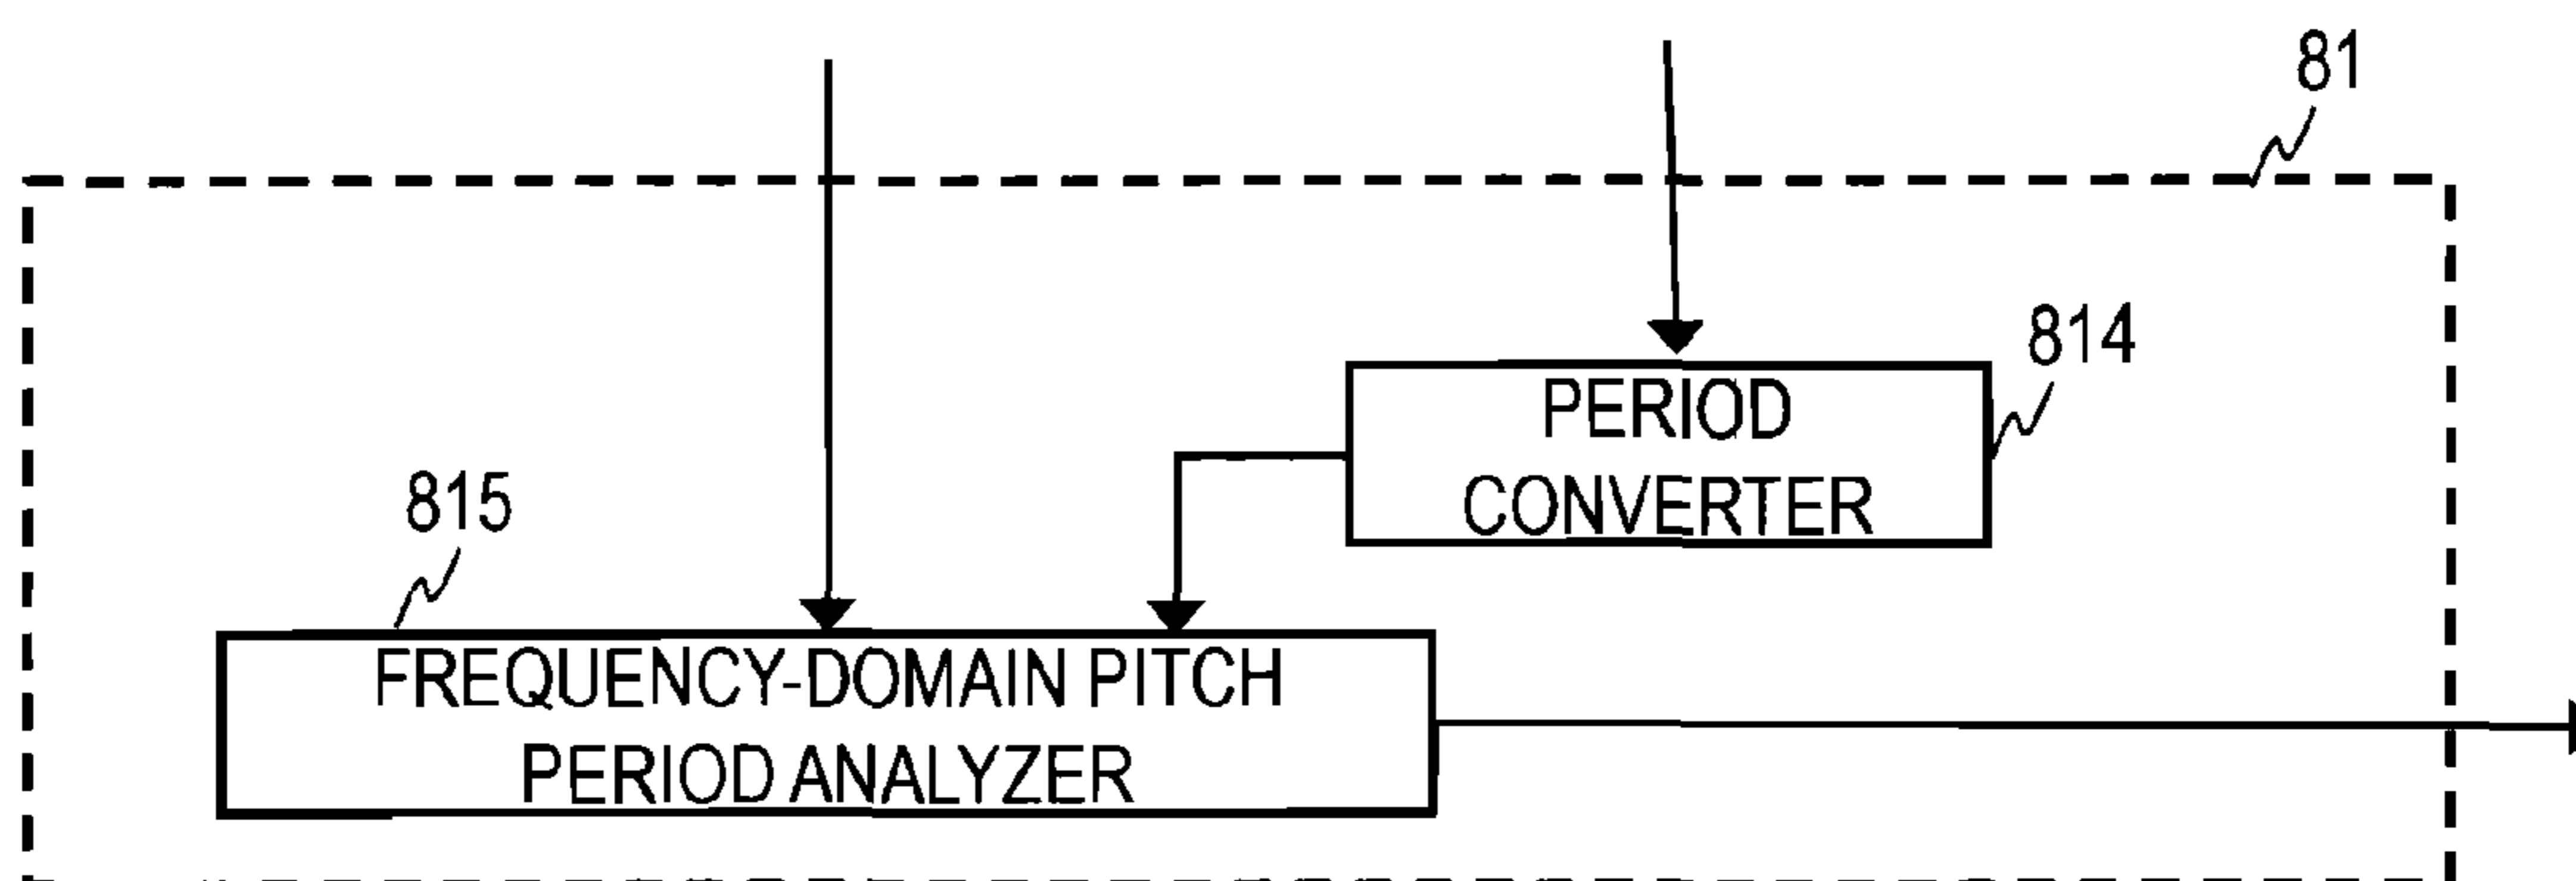 81
814
PERIOD
CONVERTER
815
FREQUENCY-DOMAIN PITCH
PERIOD ANALYZER